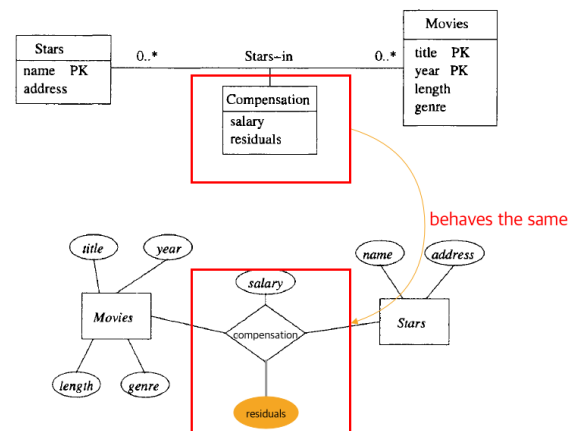 Movies
Stars
0..*
Stars-in
0..*
title PK
name PK
year PK
address
length
Compensation
genre
salary
residuals
behaves the same
title
year
name
address
salary
Movies
compensation
Stars
length
genre
residuals